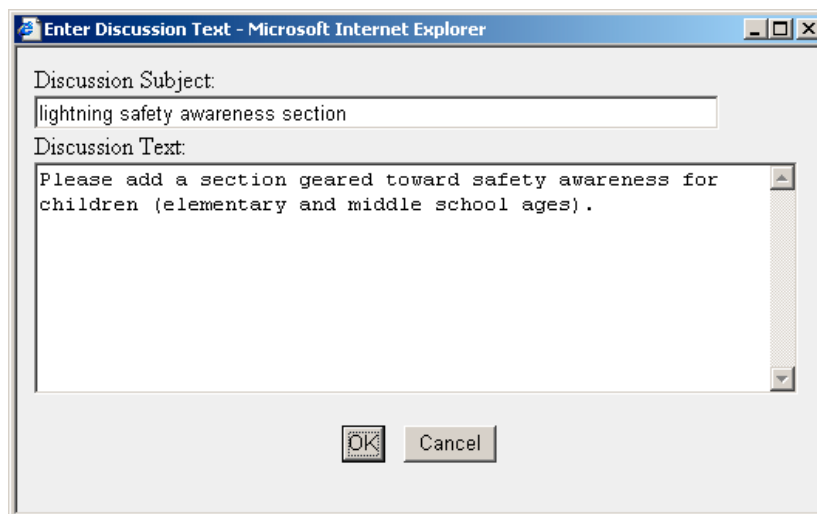 Enter Discussion Text - Microsoft Internet Explorer
Discussion Subject:
lightning safety awareness section
Discussion Text:
Please add a section geared toward safety awareness for
children (elementary and middle school ages).
OK Cancel